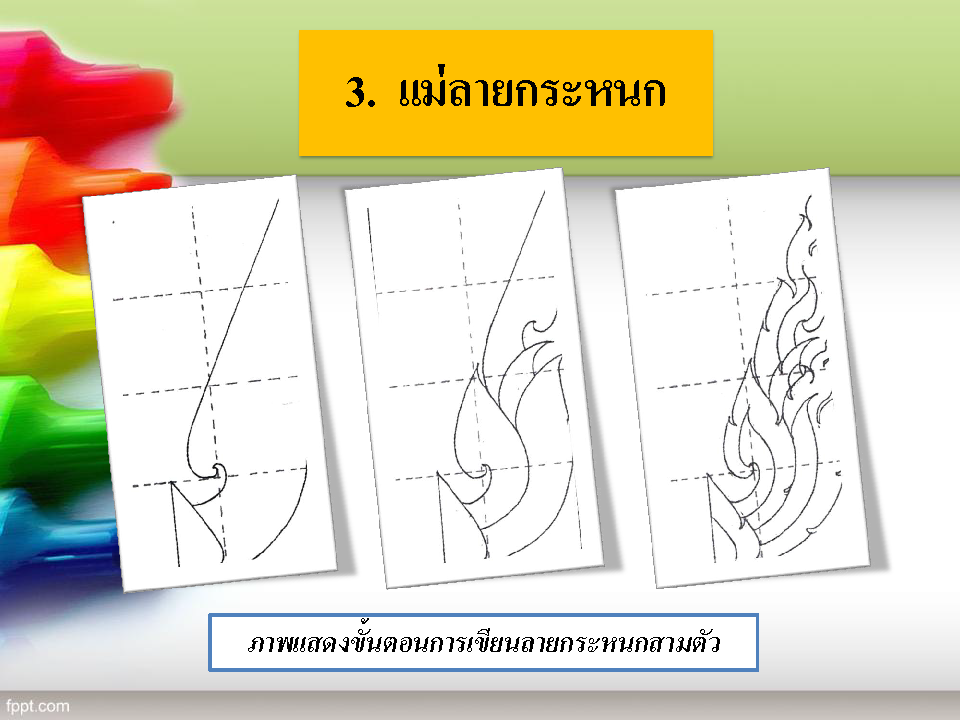 3. แม่ลายกระหนก
ภาพแสดงขั้นตอนการเขียนลายกระหนกสามตัว
fppt.com